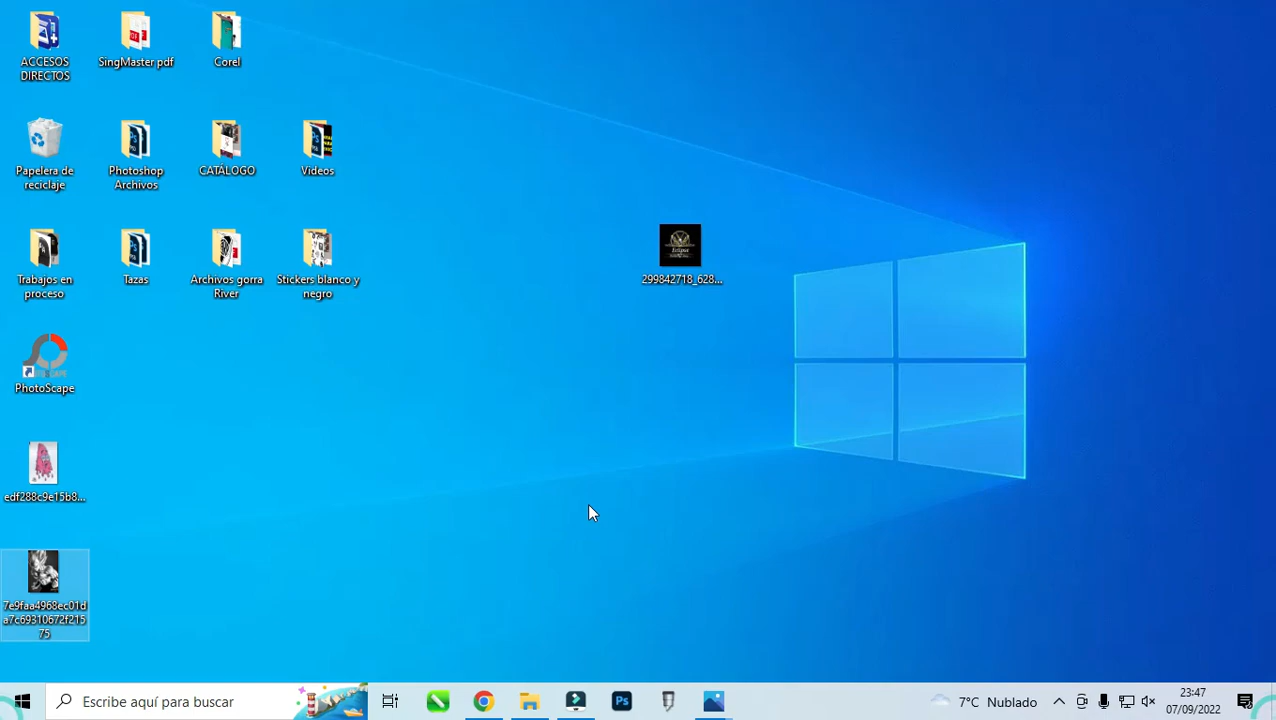 ACCESOS
DIRECTOS
SingMaster pdf
Corel
Papelera de
reciclaje
Photoshop
Archivos
CATALOGO
Videos
Trabajos en
proceso
Tazas
Archivos gorra
River
Stickers blanco y
negro
299842718_628...
PhotoScape
edf288c9e15b8...
7e9faa4968ec01d
a7c69310672f215
75
Escribe aquí para buscar
Ps
7°C Nublado
23:47
07/09/2022